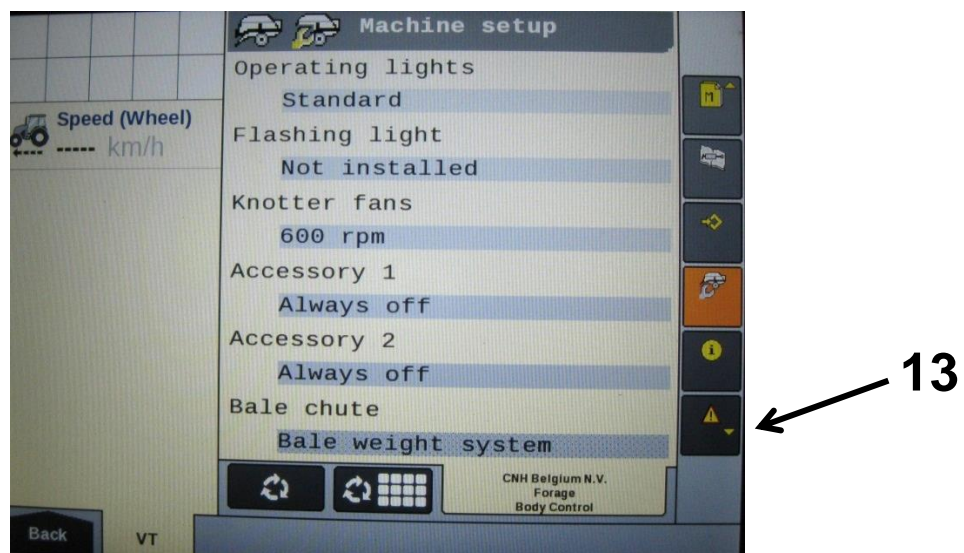 Machine setup
Operating lights
Standard
Speed (Wheel)
----- km/h
Flashing light
Not installed
Knotter fans
600 rpm
Accessory 1
Always off
Accessory 2
Always off
Bale chute
Bale weight system
M
i
13
CNH Belgium N.V.
Forage
Body Control
Back
VT